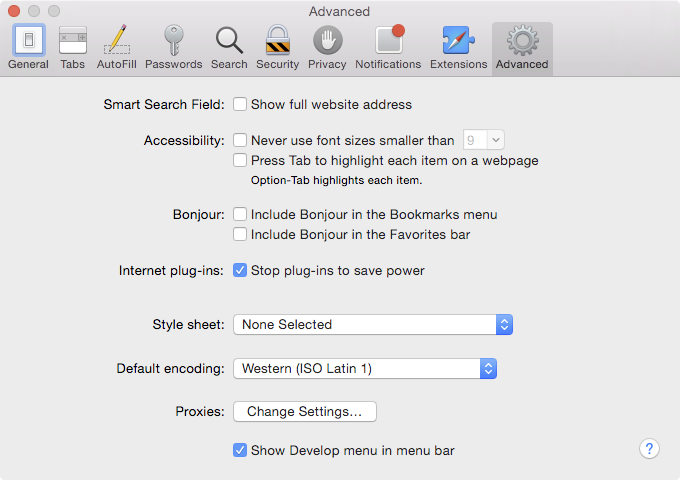 Advanced
General Tabs AutoFill Passwords Search Security Privacy Notifications Extensions Advanced
Smart Search Field: Show full website address
Accessibility: Never use font sizes smaller than 9
Press Tab to highlight each item on a webpage
Option-Tab highlights each item.
Bonjour: Include Bonjour in the Bookmarks menu
Include Bonjour in the Favorites bar
Internet plug-ins: Stop plug-ins to save power
Style sheet: None Selected
Default encoding: Western (ISO Latin 1)
Proxies: Change Settings...
Show Develop menu in menu bar ?